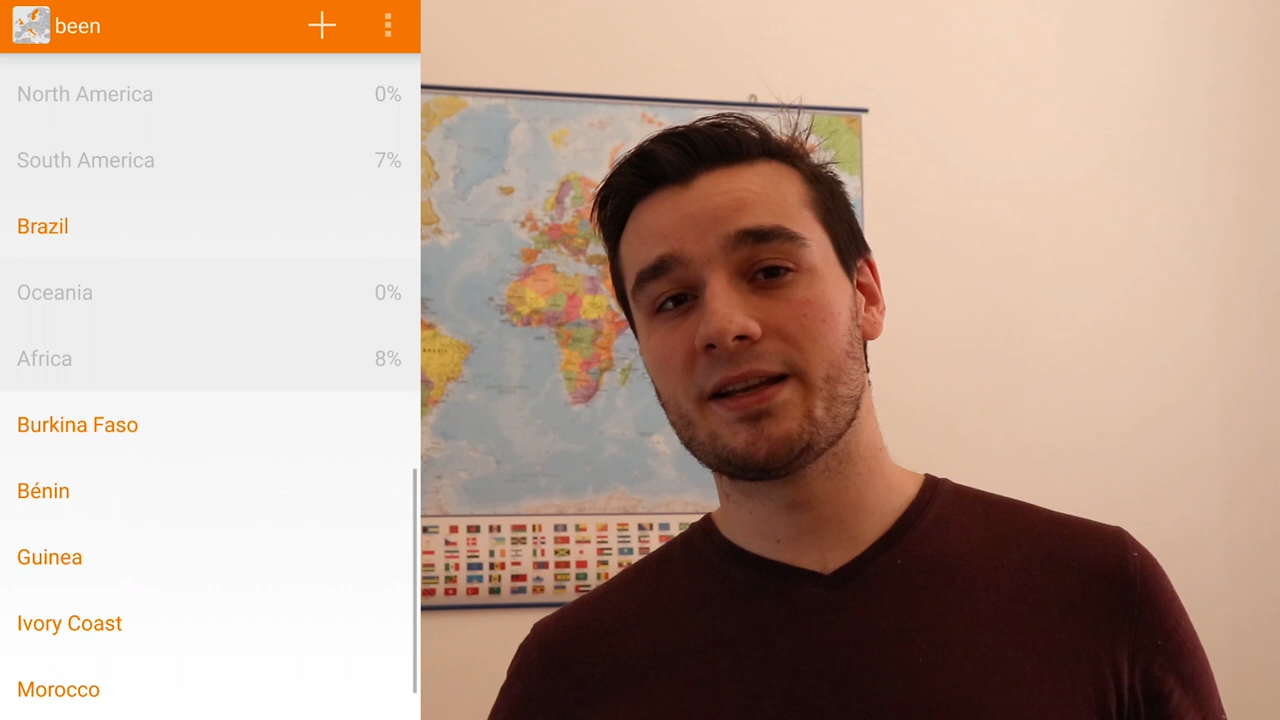 been
North America 0%
South America 7%
Brazil
Oceania 0%
Africa 8%
Burkina Faso
Bénin
Guinea
Ivory Coast
Morocco